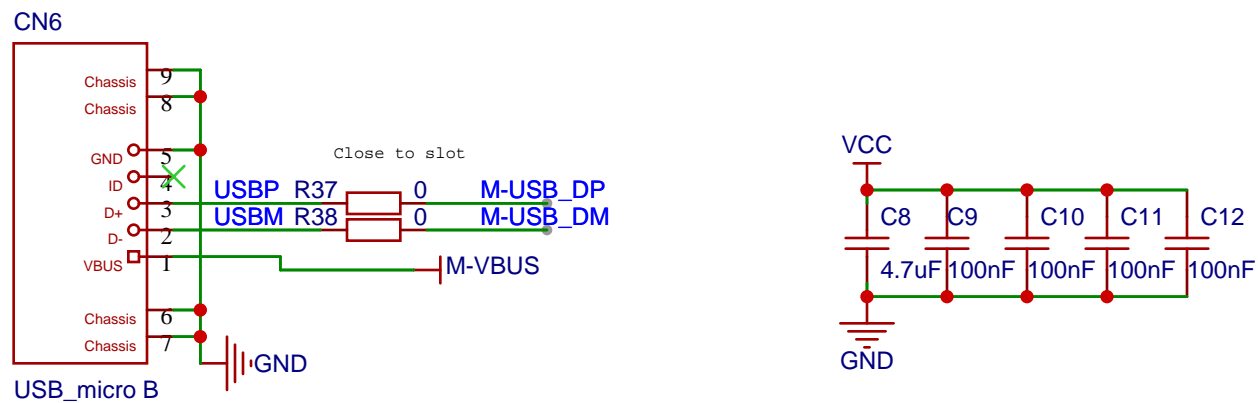 CN6
Chassis 9
Chassis 8
GND 5
ID 4
D+ 3
D- 2
VBUS 1
Chassis 6
Chassis 7
USB_micro B
Close to slot
USBP R37 0 M-USB_DP
USBM R38 0 M-USB_DM
M-VBUS
GND
VCC
C8 C9 C10 C11 C12
4.7uF 100nF 100nF 100nF 100nF
GND